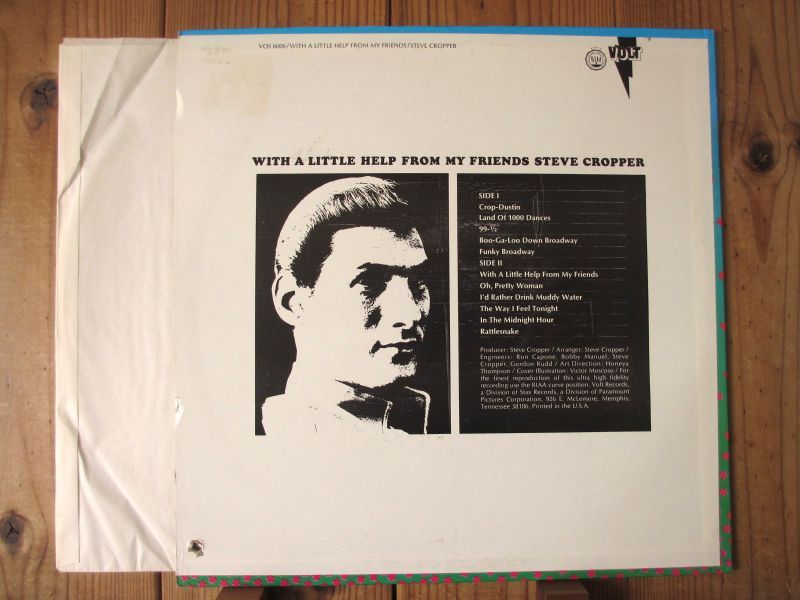 VOS 6006/WITH A LITTLE HELP FROM MY FRIENDS/STEVE CROPPER
VOLT
WITH A LITTLE HELP FROM MY FRIENDS STEVE CROPPER
SIDE I
Crop-Dustin
Land Of 1000 Dances
99-½
Boo-Ga-Loo Down Broadway
Funky Broadway
SIDE II
With A Little Help From My Friends
Oh, Pretty Woman
I'd Rather Drink Muddy Water
The Way I Feel Tonight
In The Midnight Hour
Rattlesnake
Producer: Steve Cropper / Arranger: Steve Cropper /
Engineers: Ron Capone, Bobby Manuel, Steve
Cropper, Gordon Rudd / Art Direction: Honeya
Thompson / Cover Illustration: Victor Moscoso / For
the finest reproduction of this ultra high fidelity
recording use the RIAA curve position. Volt Records,
a Division of Stax Records, a Division of Paramount
Pictures Corporation, 926 E. McLemore, Memphis,
Tennessee 38106, Printed in the U.S.A.